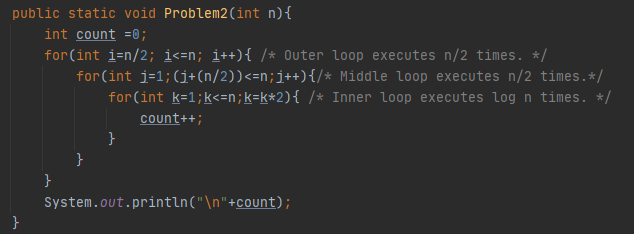 public static void Problem2(int n){
int count =0;
for(int i=n/2; i<=n; i++){ /* Outer loop executes n/2 times. */
for(int j=1;(j+(n/2))<=n;j++){/* Middle loop executes n/2 times.*/
for(int k=1;k<=n;k=k*2){ /* Inner loop executes log n times. */
count++;
}
}
}
System.out.println("\n"+count);
}